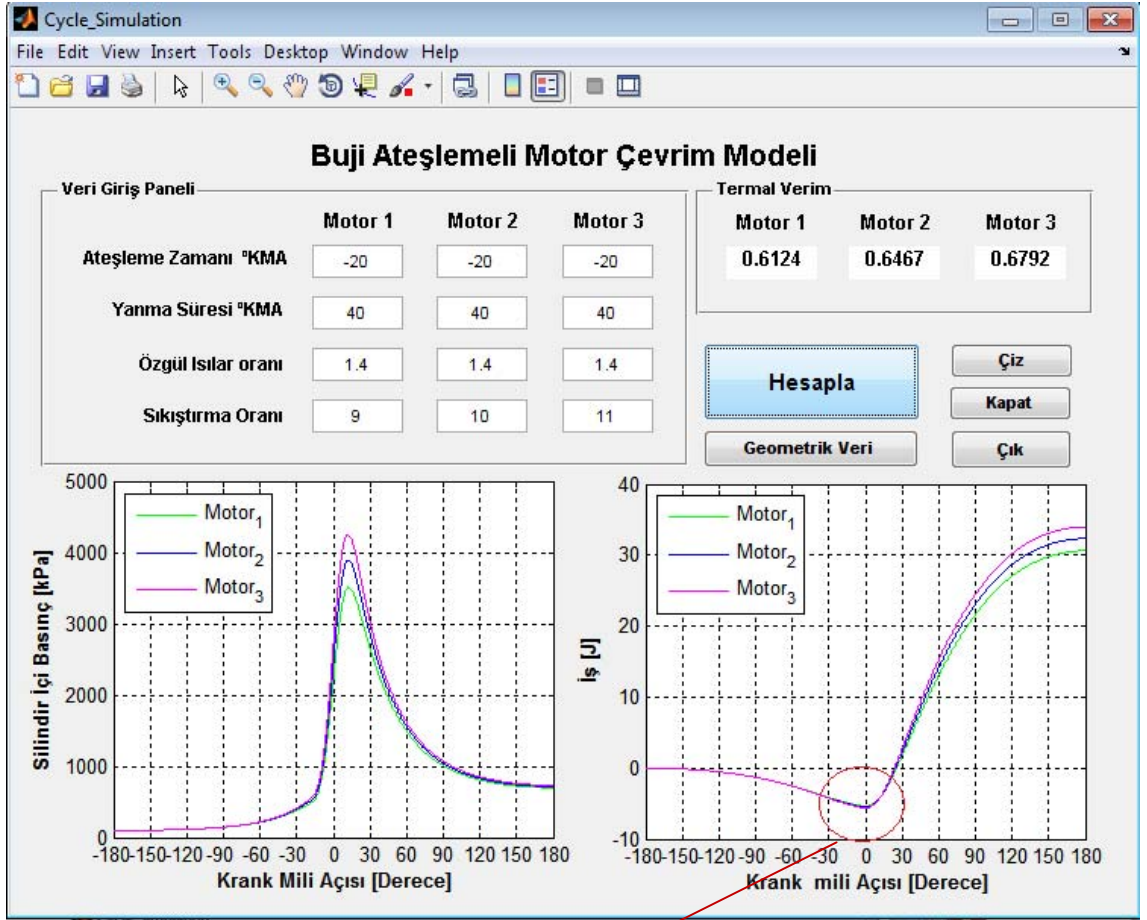 Cycle_Simulation
File Edit View Insert Tools Desktop Window Help
Buji Ateşlemeli Motor Çevrim Modeli
Veri Giriş Paneli
Motor 1 Motor 2 Motor 3
Ateşleme Zamanı ºKMA -20 -20 -20
Yanma Süresi ºKMA 40 40 40
Özgül Isılar oranı 1.4 1.4 1.4
Sıkıştırma Oranı 9 10 11
Termal Verim
Motor 1 Motor 2 Motor 3
0.6124 0.6467 0.6792
Hesapla
Geometrik Veri
Çiz
Kapat
Çık
Silindir İçi Basınç [kPa]
5000
4000
3000
2000
1000
0
Motor1
Motor2
Motor3
-180 -150 -120 -90 -60 -30 0 30 60 90 120 150 180
Krank Mili Açısı [Derece]
İş [J]
40
30
20
10
0
-10
Motor1
Motor2
Motor3
-180 -150 -120 -90 -60 -30 0 30 60 90 120 150 180
Krank mili Açısı [Derece]